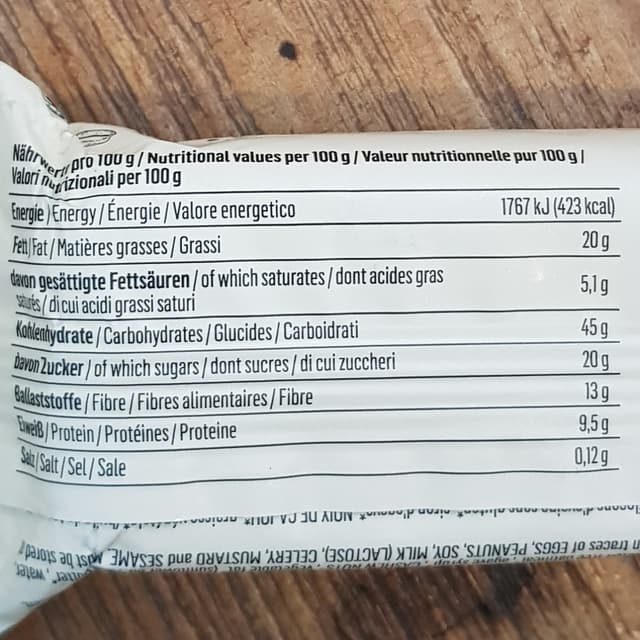 Nährwert pro 100 g / Nutritional values per 100 g / Valeur nutritionnelle pur 100 g /
Valori nutrizionali per 100 g
Energie / Energy / Énergie / Valore energetico 1767 kJ (423 kcal)
Fett / Fat / Matières grasses / Grassi 20 g
davon gesättigte Fettsäuren / of which saturates / dont acides gras
saturés / di cui acidi grassi saturi 5,1 g
Kohlenhydrate / Carbohydrates / Glucides / Carboidrati 45 g
davon Zucker / of which sugars / dont sucres / di cui zuccheri 20 g
Ballaststoffe / Fibre / Fibres alimentaires / Fibre 13 g
Eiweiß / Protein / Protéines / Proteine 9,5 g
Salz / Salt / Sel / Sale 0,12 g
NOIX DE CAJOU
traces of EGGS, PEANUTS, SOY, MILK (LACTOSE), CELERY, MUSTARD and SESAME. Must be stored